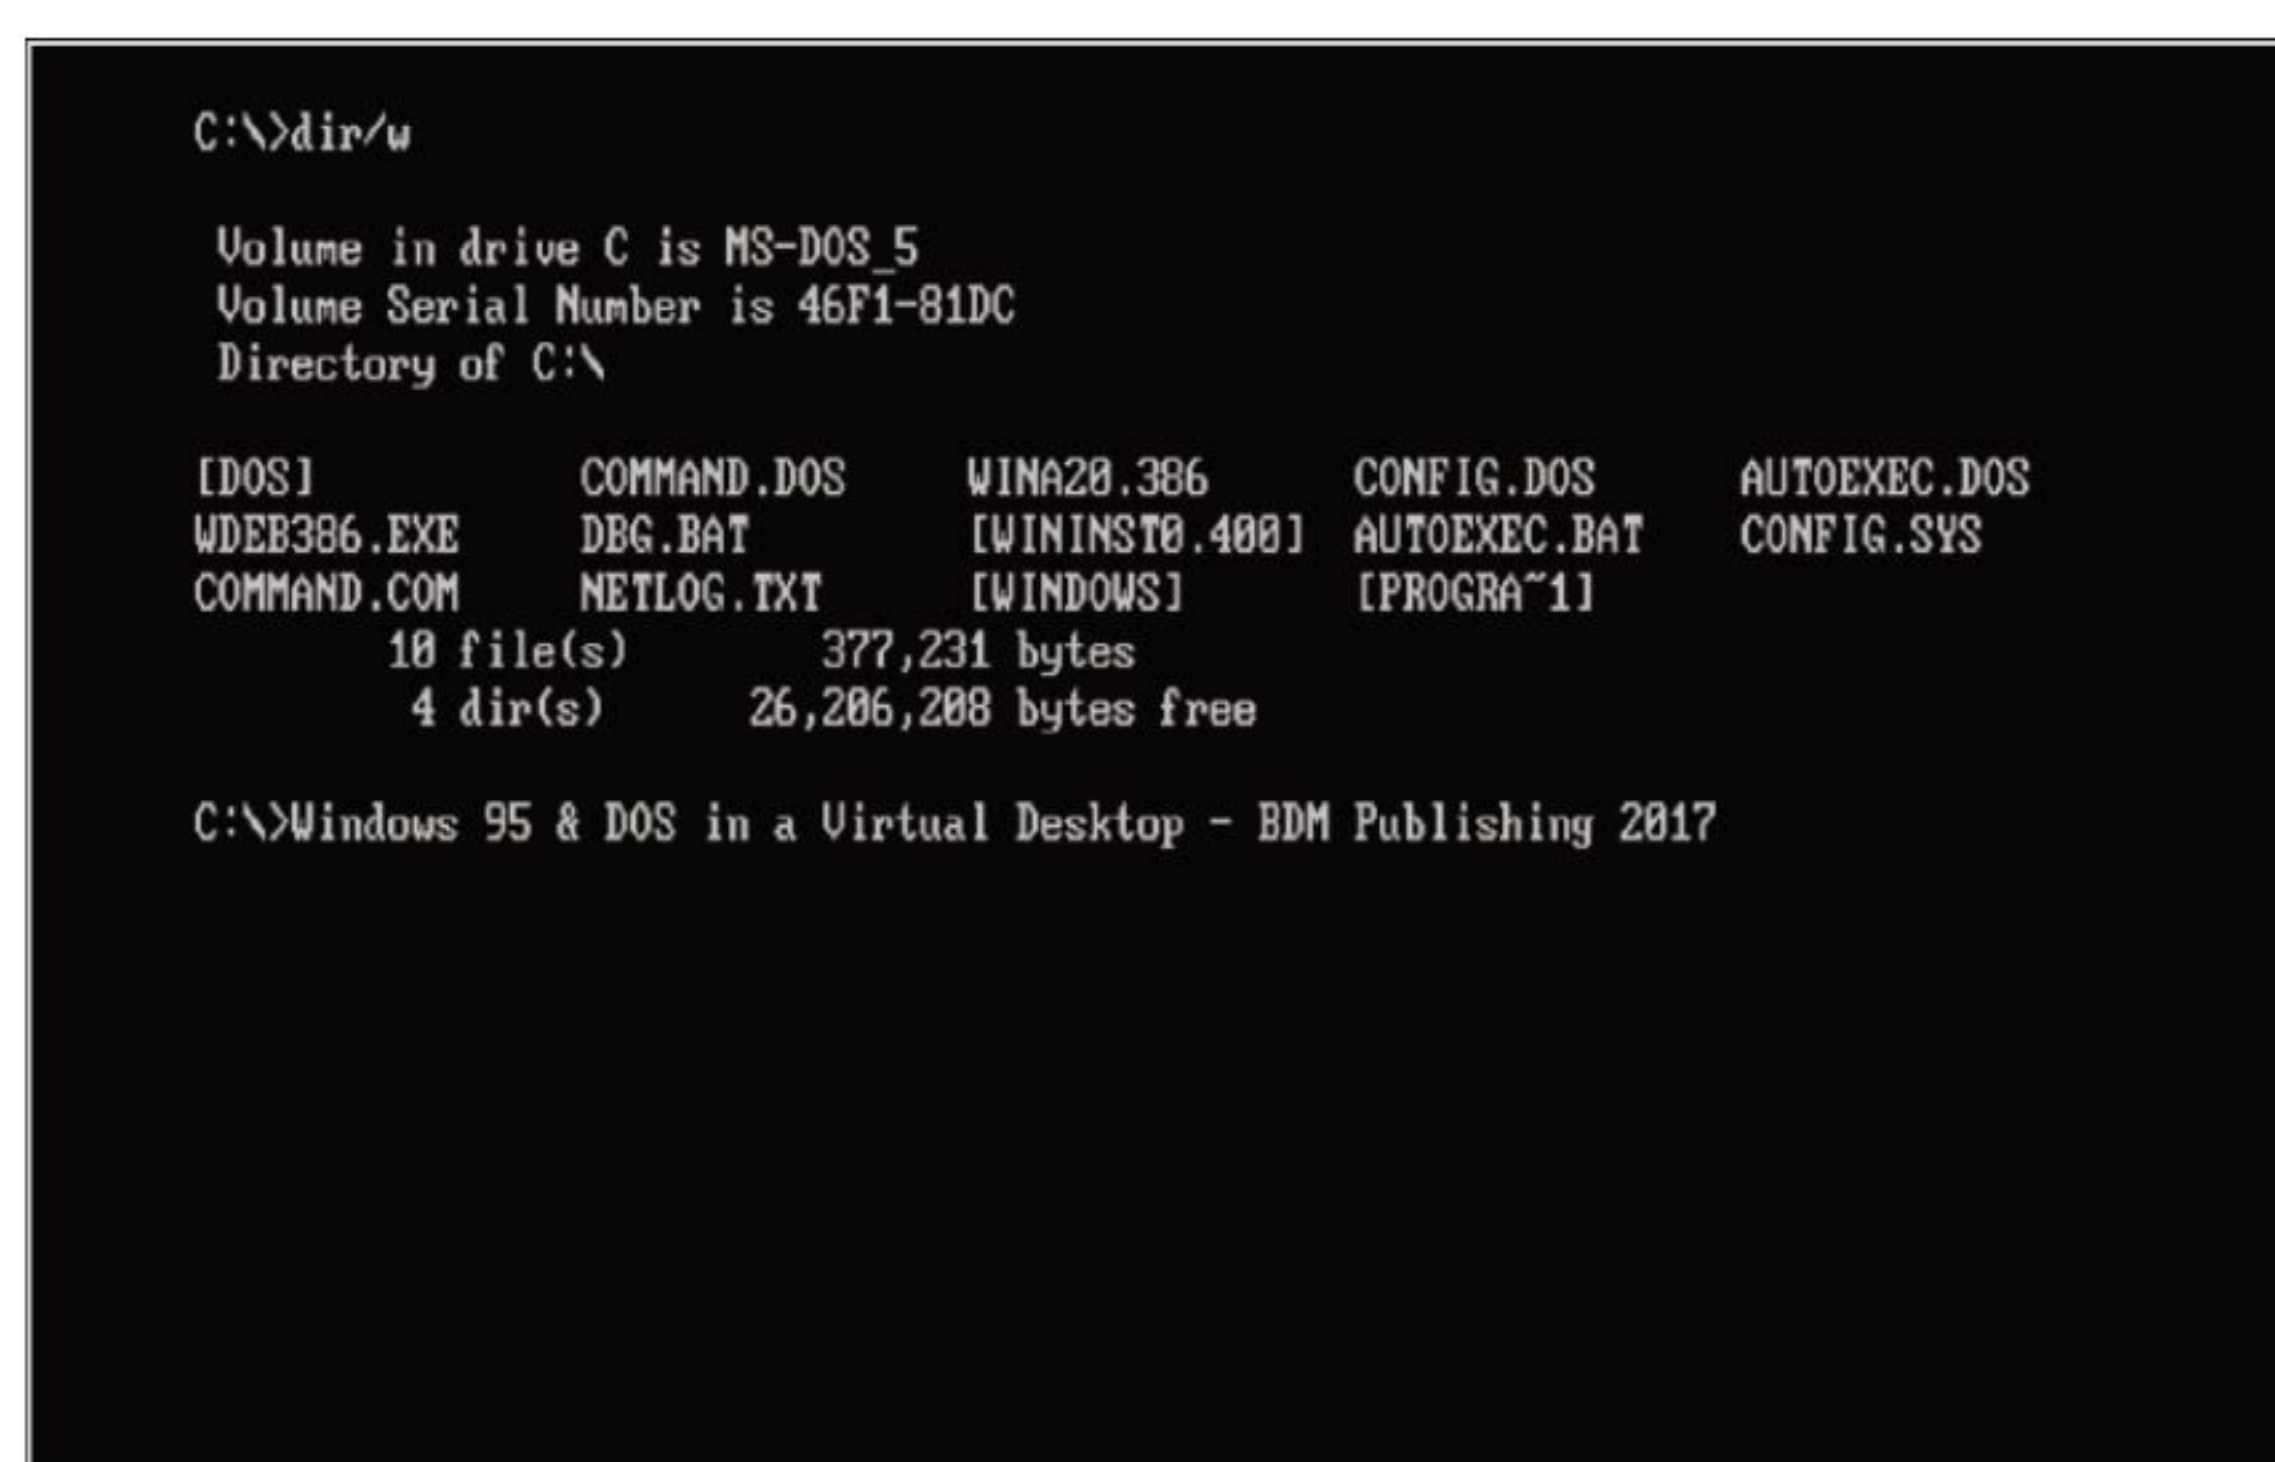 C:\>dir/w
Volume in drive C is MS-DOS_5
Volume Serial Number is 46F1-81DC
Directory of C:\
[DOS] COMMAND.DOS WINA20.386 CONFIG.DOS AUTOEXEC.DOS
WDEB386.EXE DBG.BAT [WININST0.400] AUTOEXEC.BAT CONFIG.SYS
COMMAND.COM NETLOG.TXT [WINDOWS] [PROGRA~1]
10 file(s) 377,231 bytes
4 dir(s) 26,206,208 bytes free
C:\>Windows 95 & DOS in a Virtual Desktop - BDM Publishing 2017